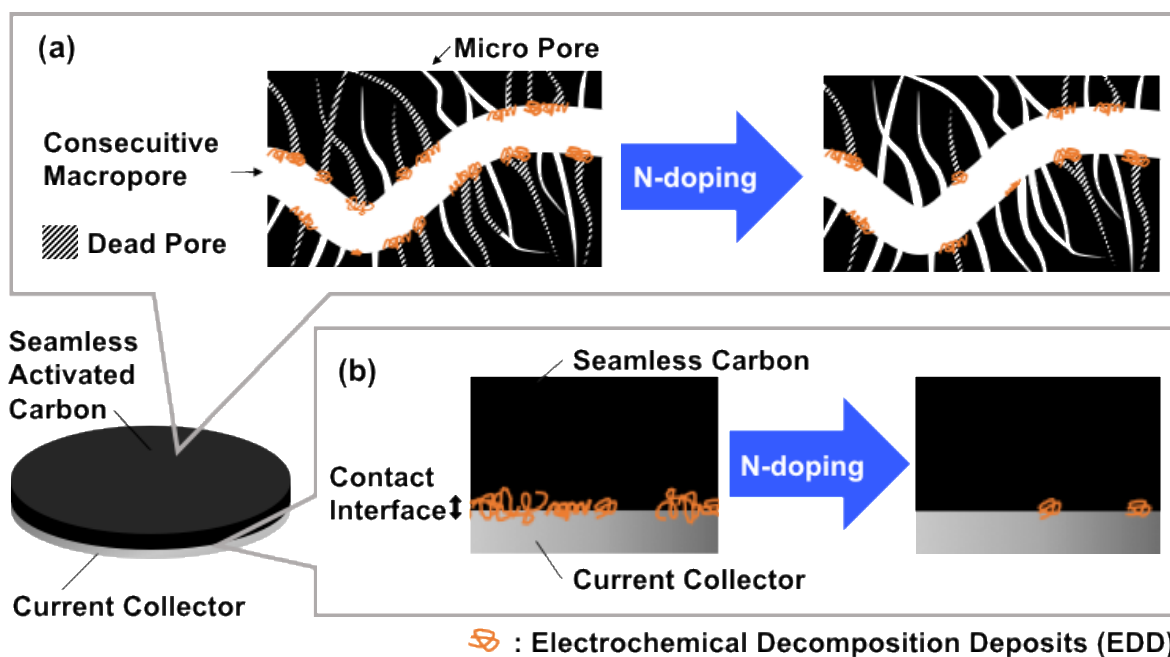 (a)
Micro Pore
Consecuitive
Macropore
Dead Pore
N-doping
Seamless
Activated
Carbon
Current Collector
(b)
Seamless Carbon
Contact
Interface
N-doping
Current Collector
: Electrochemical Decomposition Deposits (EDD)